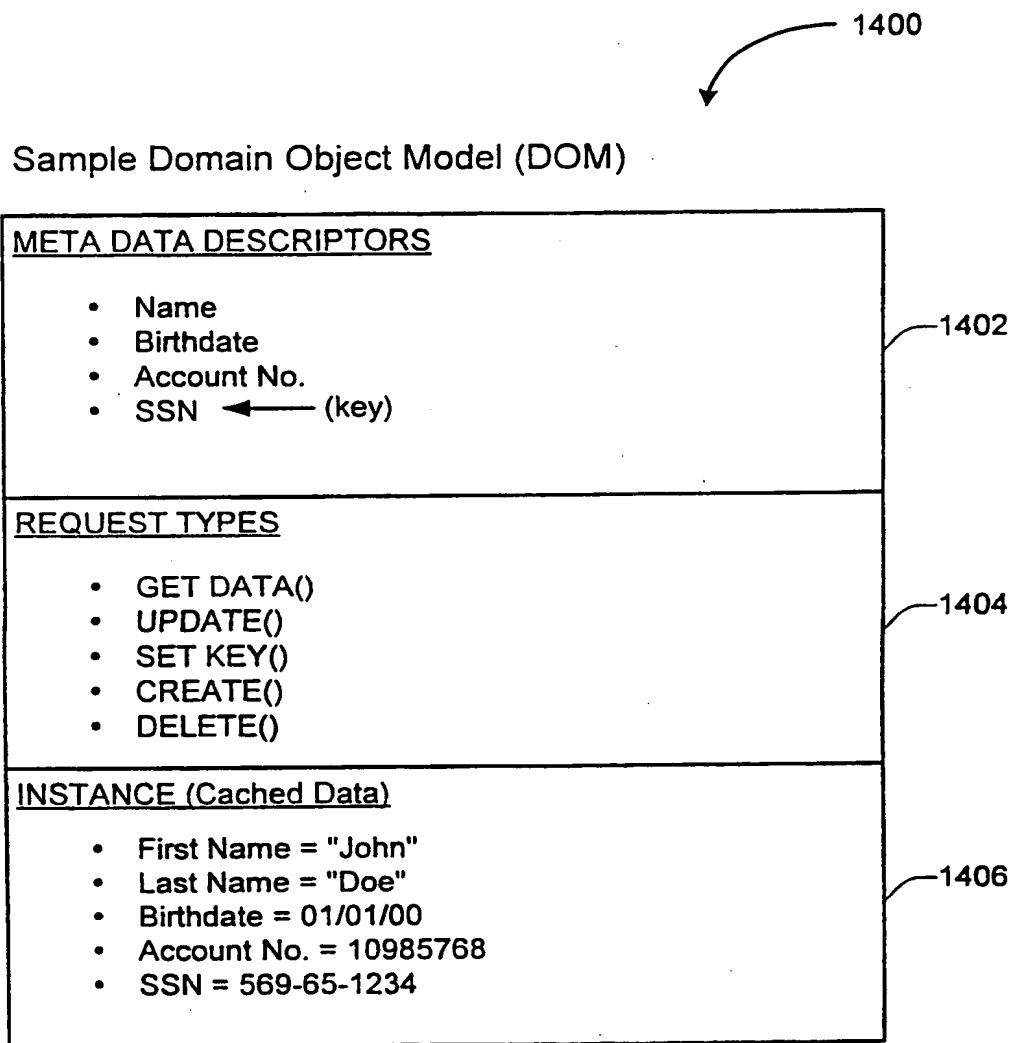 1400
Sample Domain Object Model (DOM)
META DATA DESCRIPTORS
• Name
• Birthdate
• Account No.
• SSN (key)
1402
REQUEST TYPES
• GET DATA()
• UPDATE()
• SET KEY()
• CREATE()
• DELETE()
1404
INSTANCE (Cached Data)
• First Name = "John"
• Last Name = "Doe"
• Birthdate = 01/01/00
• Account No. = 10985768
• SSN = 569-65-1234
1406